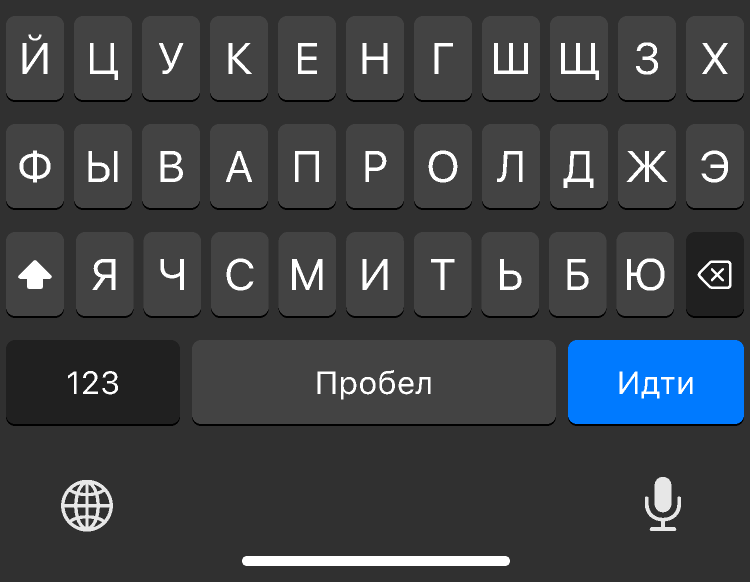 Й Ц У К Е Н Г Ш Щ З Х
Ф Ы В А П Р О Л Д Ж Э
Я Ч С М И Т Ь Б Ю
123 Пробел Идти